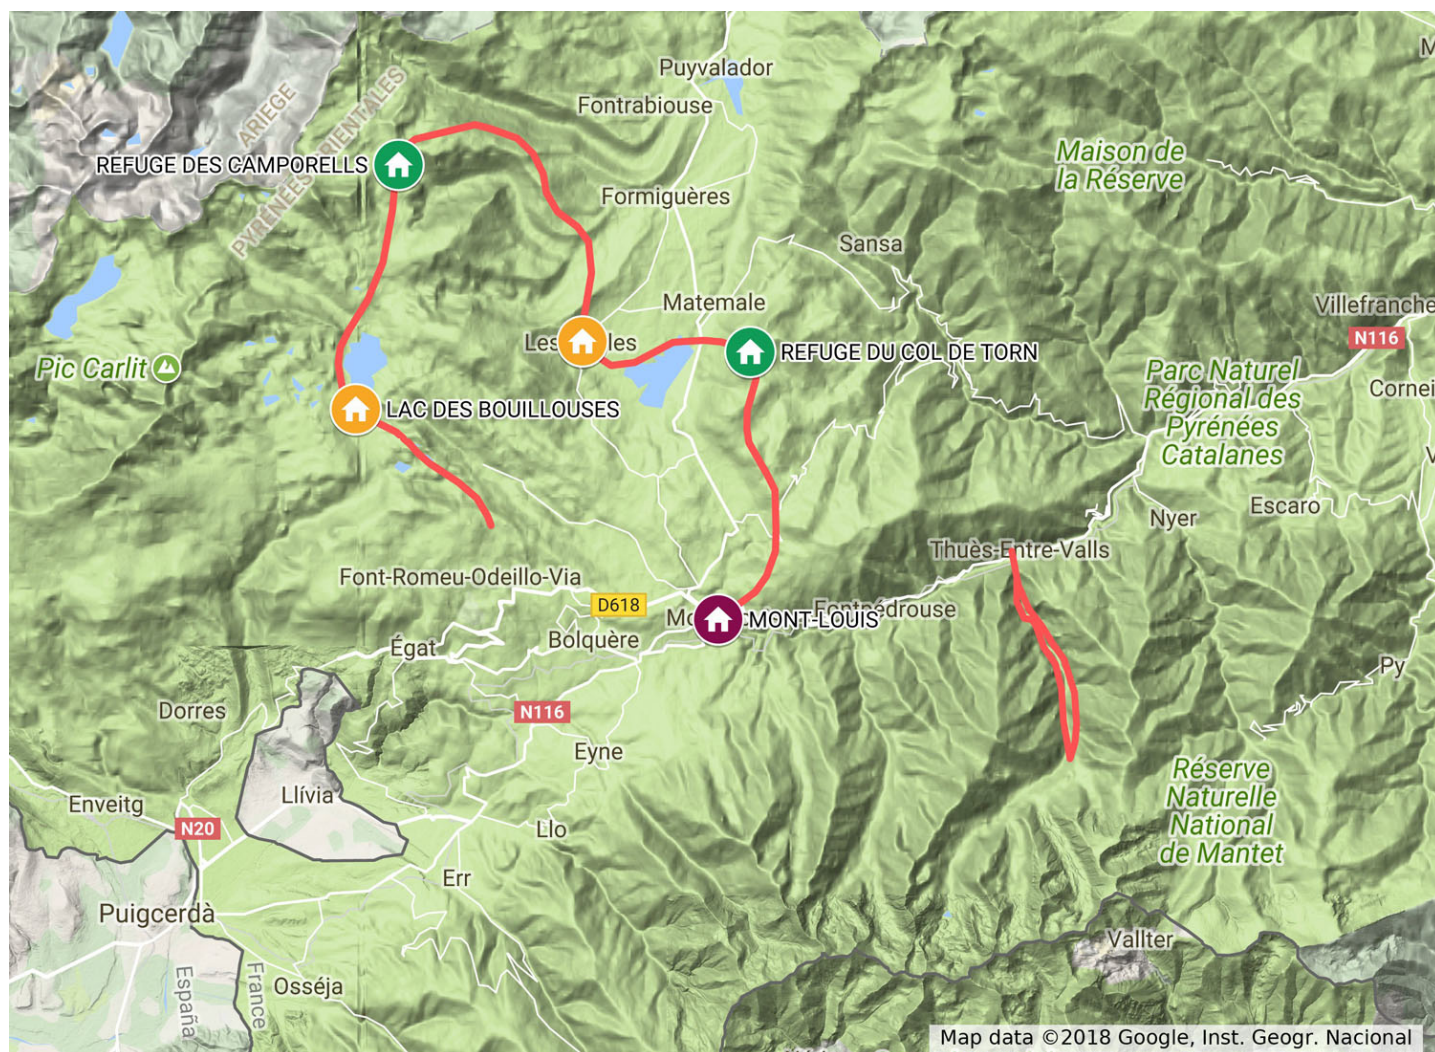 Puyvalador
Fontrabiouse
ARIEGE
PYRÉNÉES-ORIENTALES
REFUGE DES CAMPORELLS
Maison de
la Réserve
Formiguères
Sansa
Matemale
Villefranche
N116
Les
les
REFUGE DU COL DE TORN
Pic Carlit
Parc Naturel
Régional des
Pyrénées
Catalanes
Cornei
LAC DES BOUILLOUSES
Escaro
Nyer
Thuès-Entre-Valls
Font-Romeu-Odeillo-Via
D618
Fontpédrouse
MONT-LOUIS
Bolquère
Égat
Py
Dorres
N116
Eyne
Réserve
Naturelle
National
de Mantet
Llívia
Enveitg
N20
Llo
Err
Puigcerdà
Vallter
Osséja
España
France
Map data ©2018 Google, Inst. Geogr. Nacional